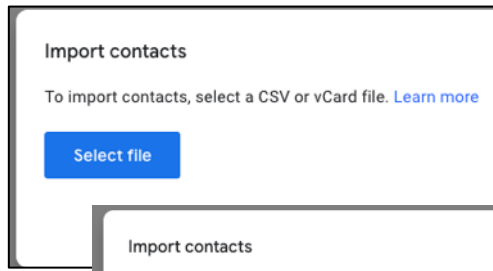 Import contacts
To import contacts, select a CSV or vCard file. Learn more
Select file
Import contacts